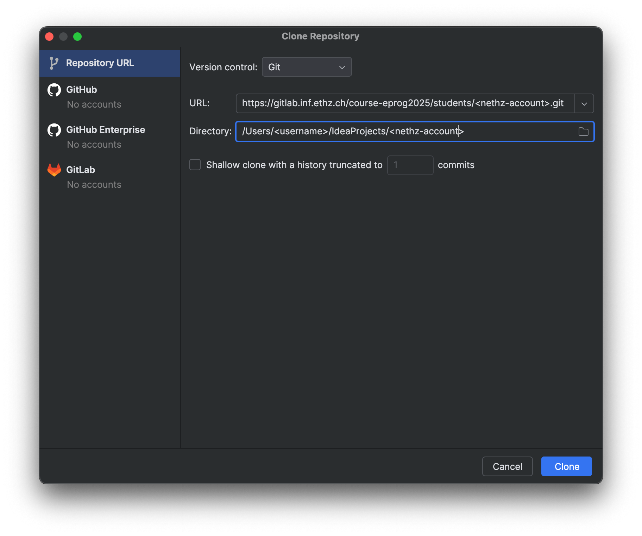 Clone Repository
Repository URL
GitHub
No accounts
GitHub Enterprise
No accounts
GitLab
No accounts
Version control: Git
URL: https://gitlab.inf.ethz.ch/course-eprog2025/students/<nethz-account>.git
Directory: /Users/<username>/IdeaProjects/<nethz-account>
Shallow clone with a history truncated to 1 commits
Cancel Clone